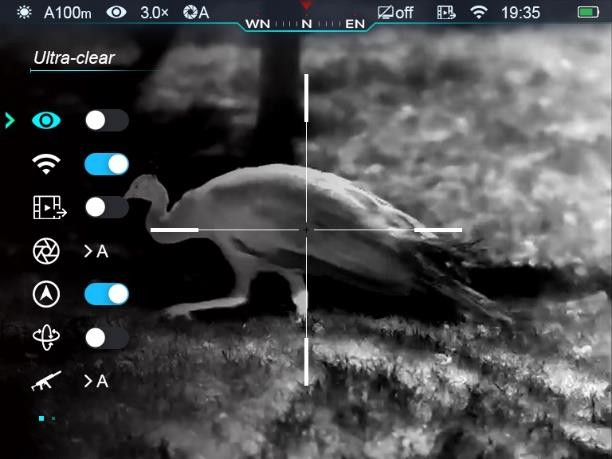 A100m 3.0× A off 19:35
WN N EN
Ultra-clear
A
A